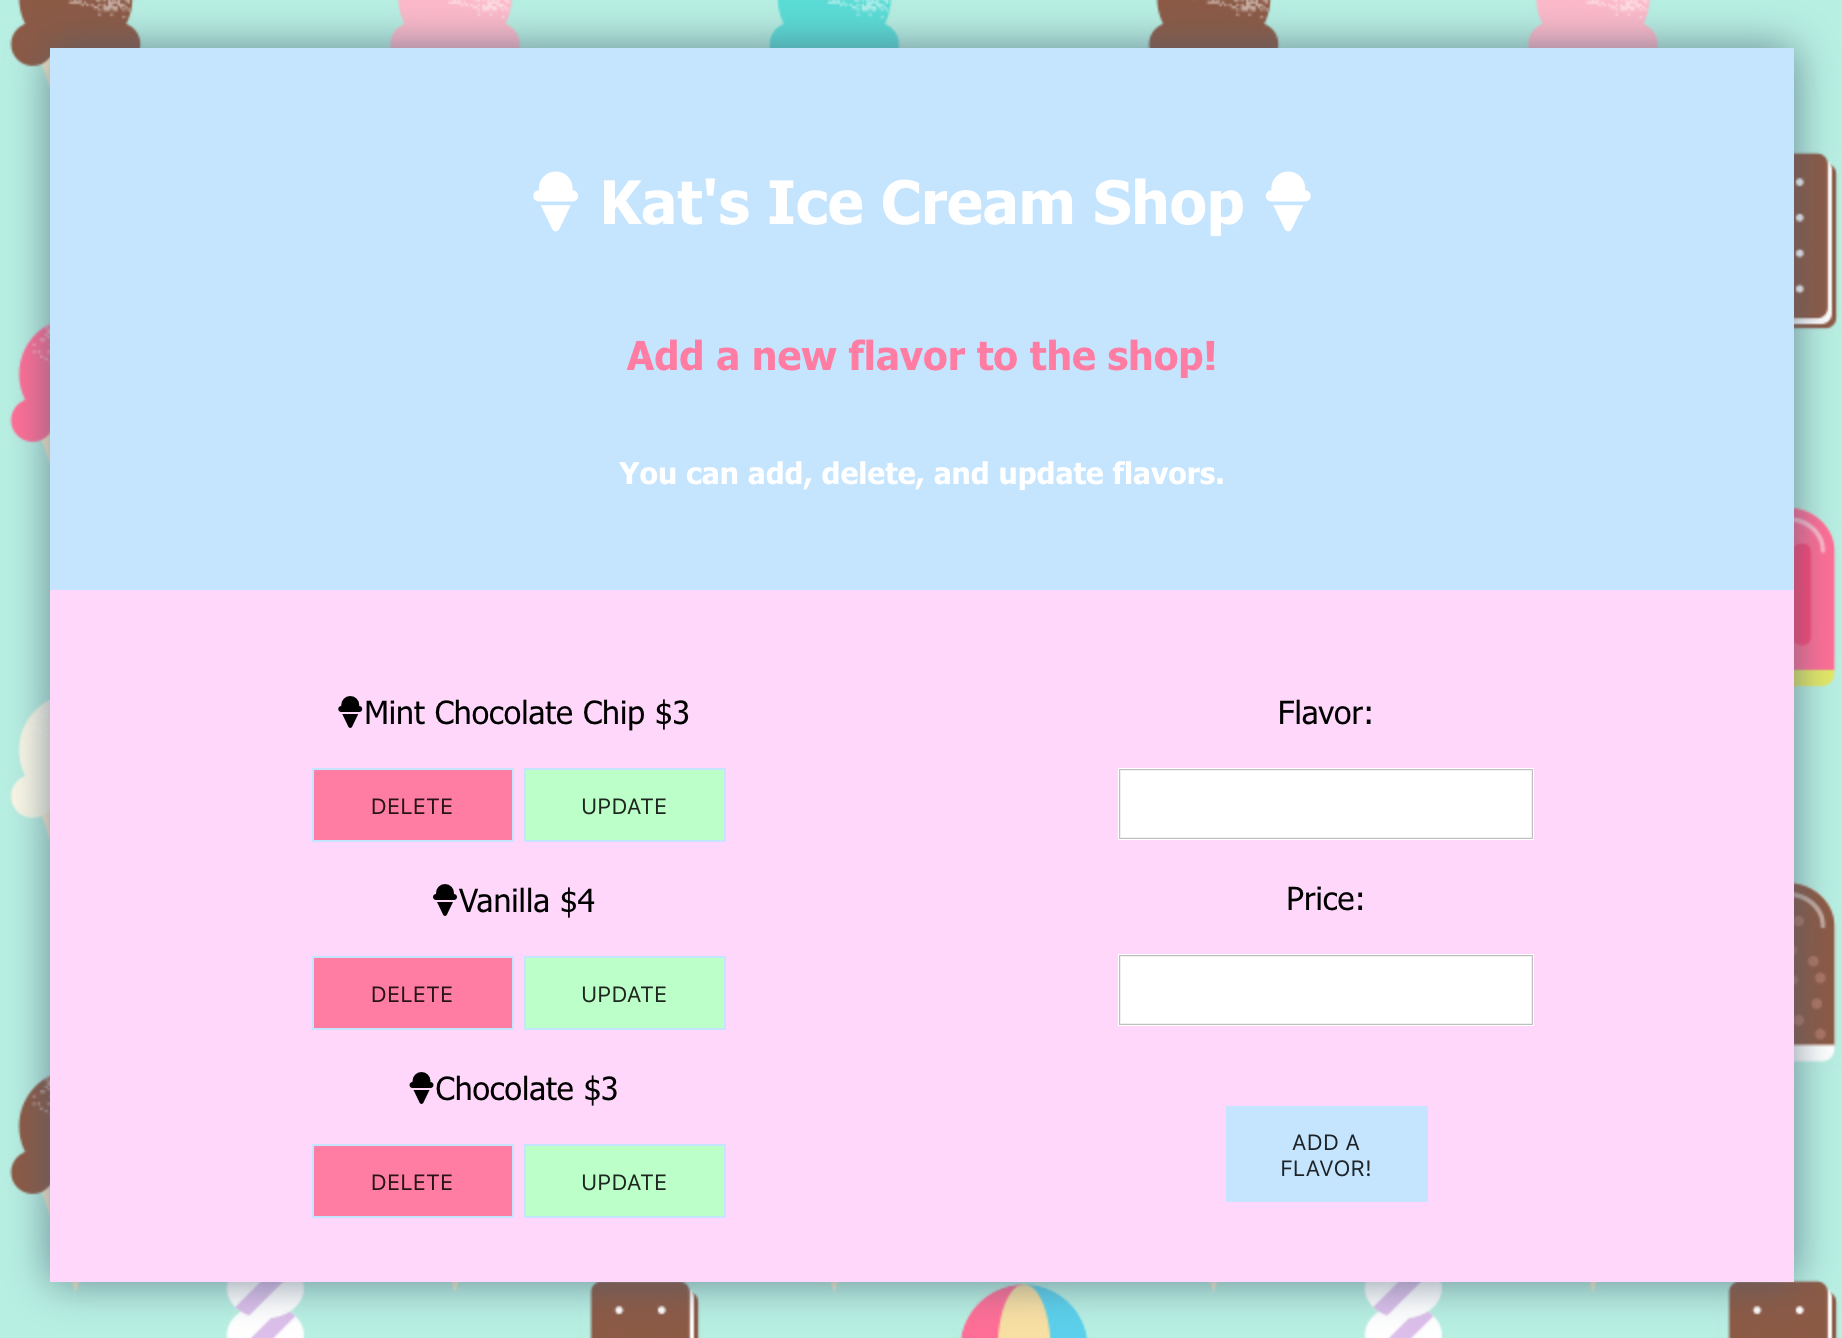 Kat's Ice Cream Shop
Add a new flavor to the shop!
You can add, delete, and update flavors.
Mint Chocolate Chip $3
DELETE
UPDATE
Vanilla $4
DELETE
UPDATE
Chocolate $3
DELETE
UPDATE
Flavor:
Price:
ADD A
FLAVOR!